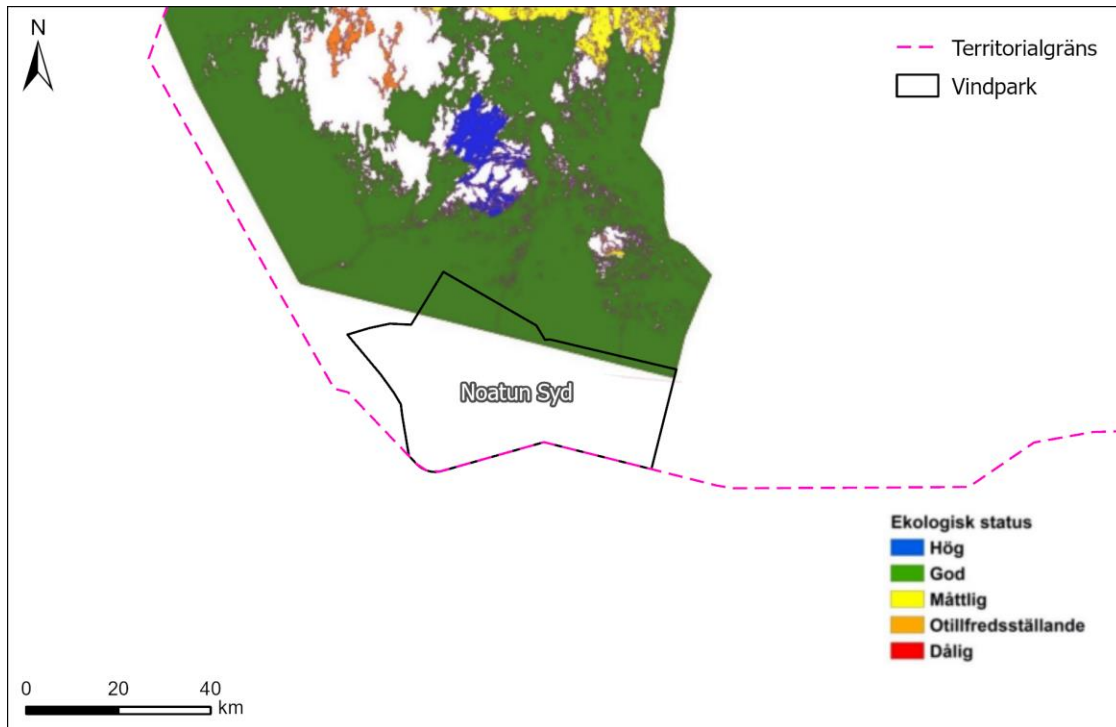 N
Territorialgräns
Vindpark
Noatun Syd
Ekologisk status
Hög
God
Måttlig
Otillfredsställande
Dålig
0 20 40
km